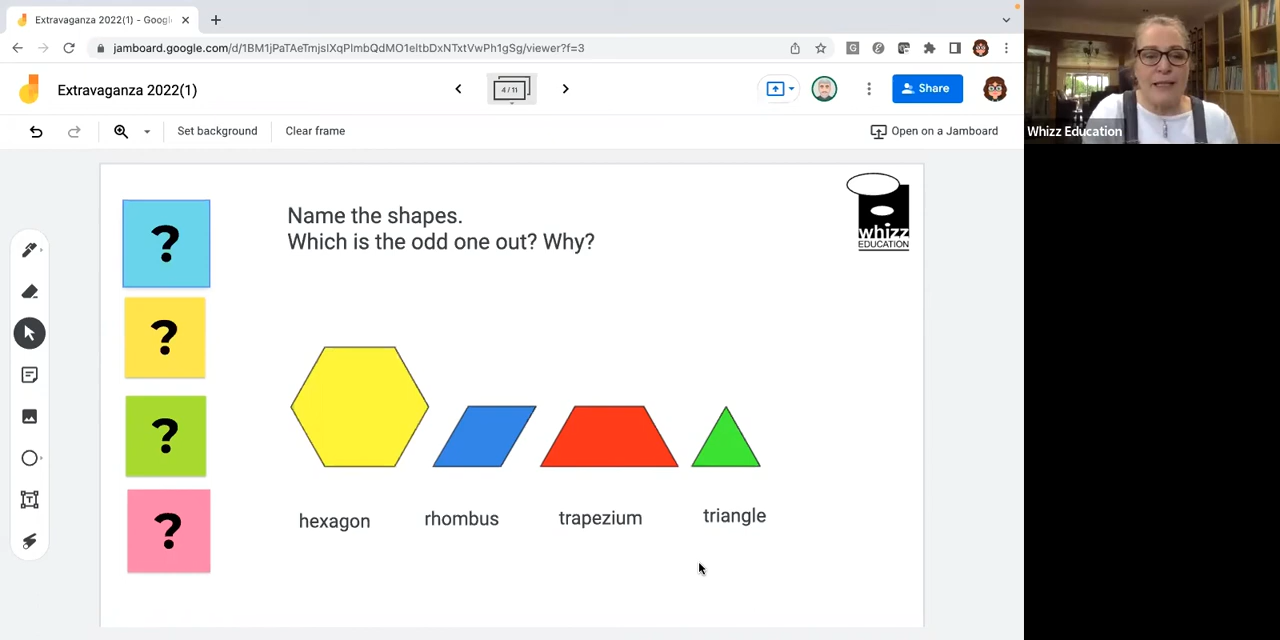 Extravaganza 2022(1) - Googl
jamboard.google.com/d/1BM1jPaTAeTmjsIXqPImbQdMO1eltbDxNTxtVwPh1gSg/viewer?f=3
Extravaganza 2022(1)
4 / 11
Share
Set background
Clear frame
Open on a Jamboard
Whizz Education
Name the shapes.
Which is the odd one out? Why?
whizz
EDUCATION
?
?
?
?
hexagon
rhombus
trapezium
triangle